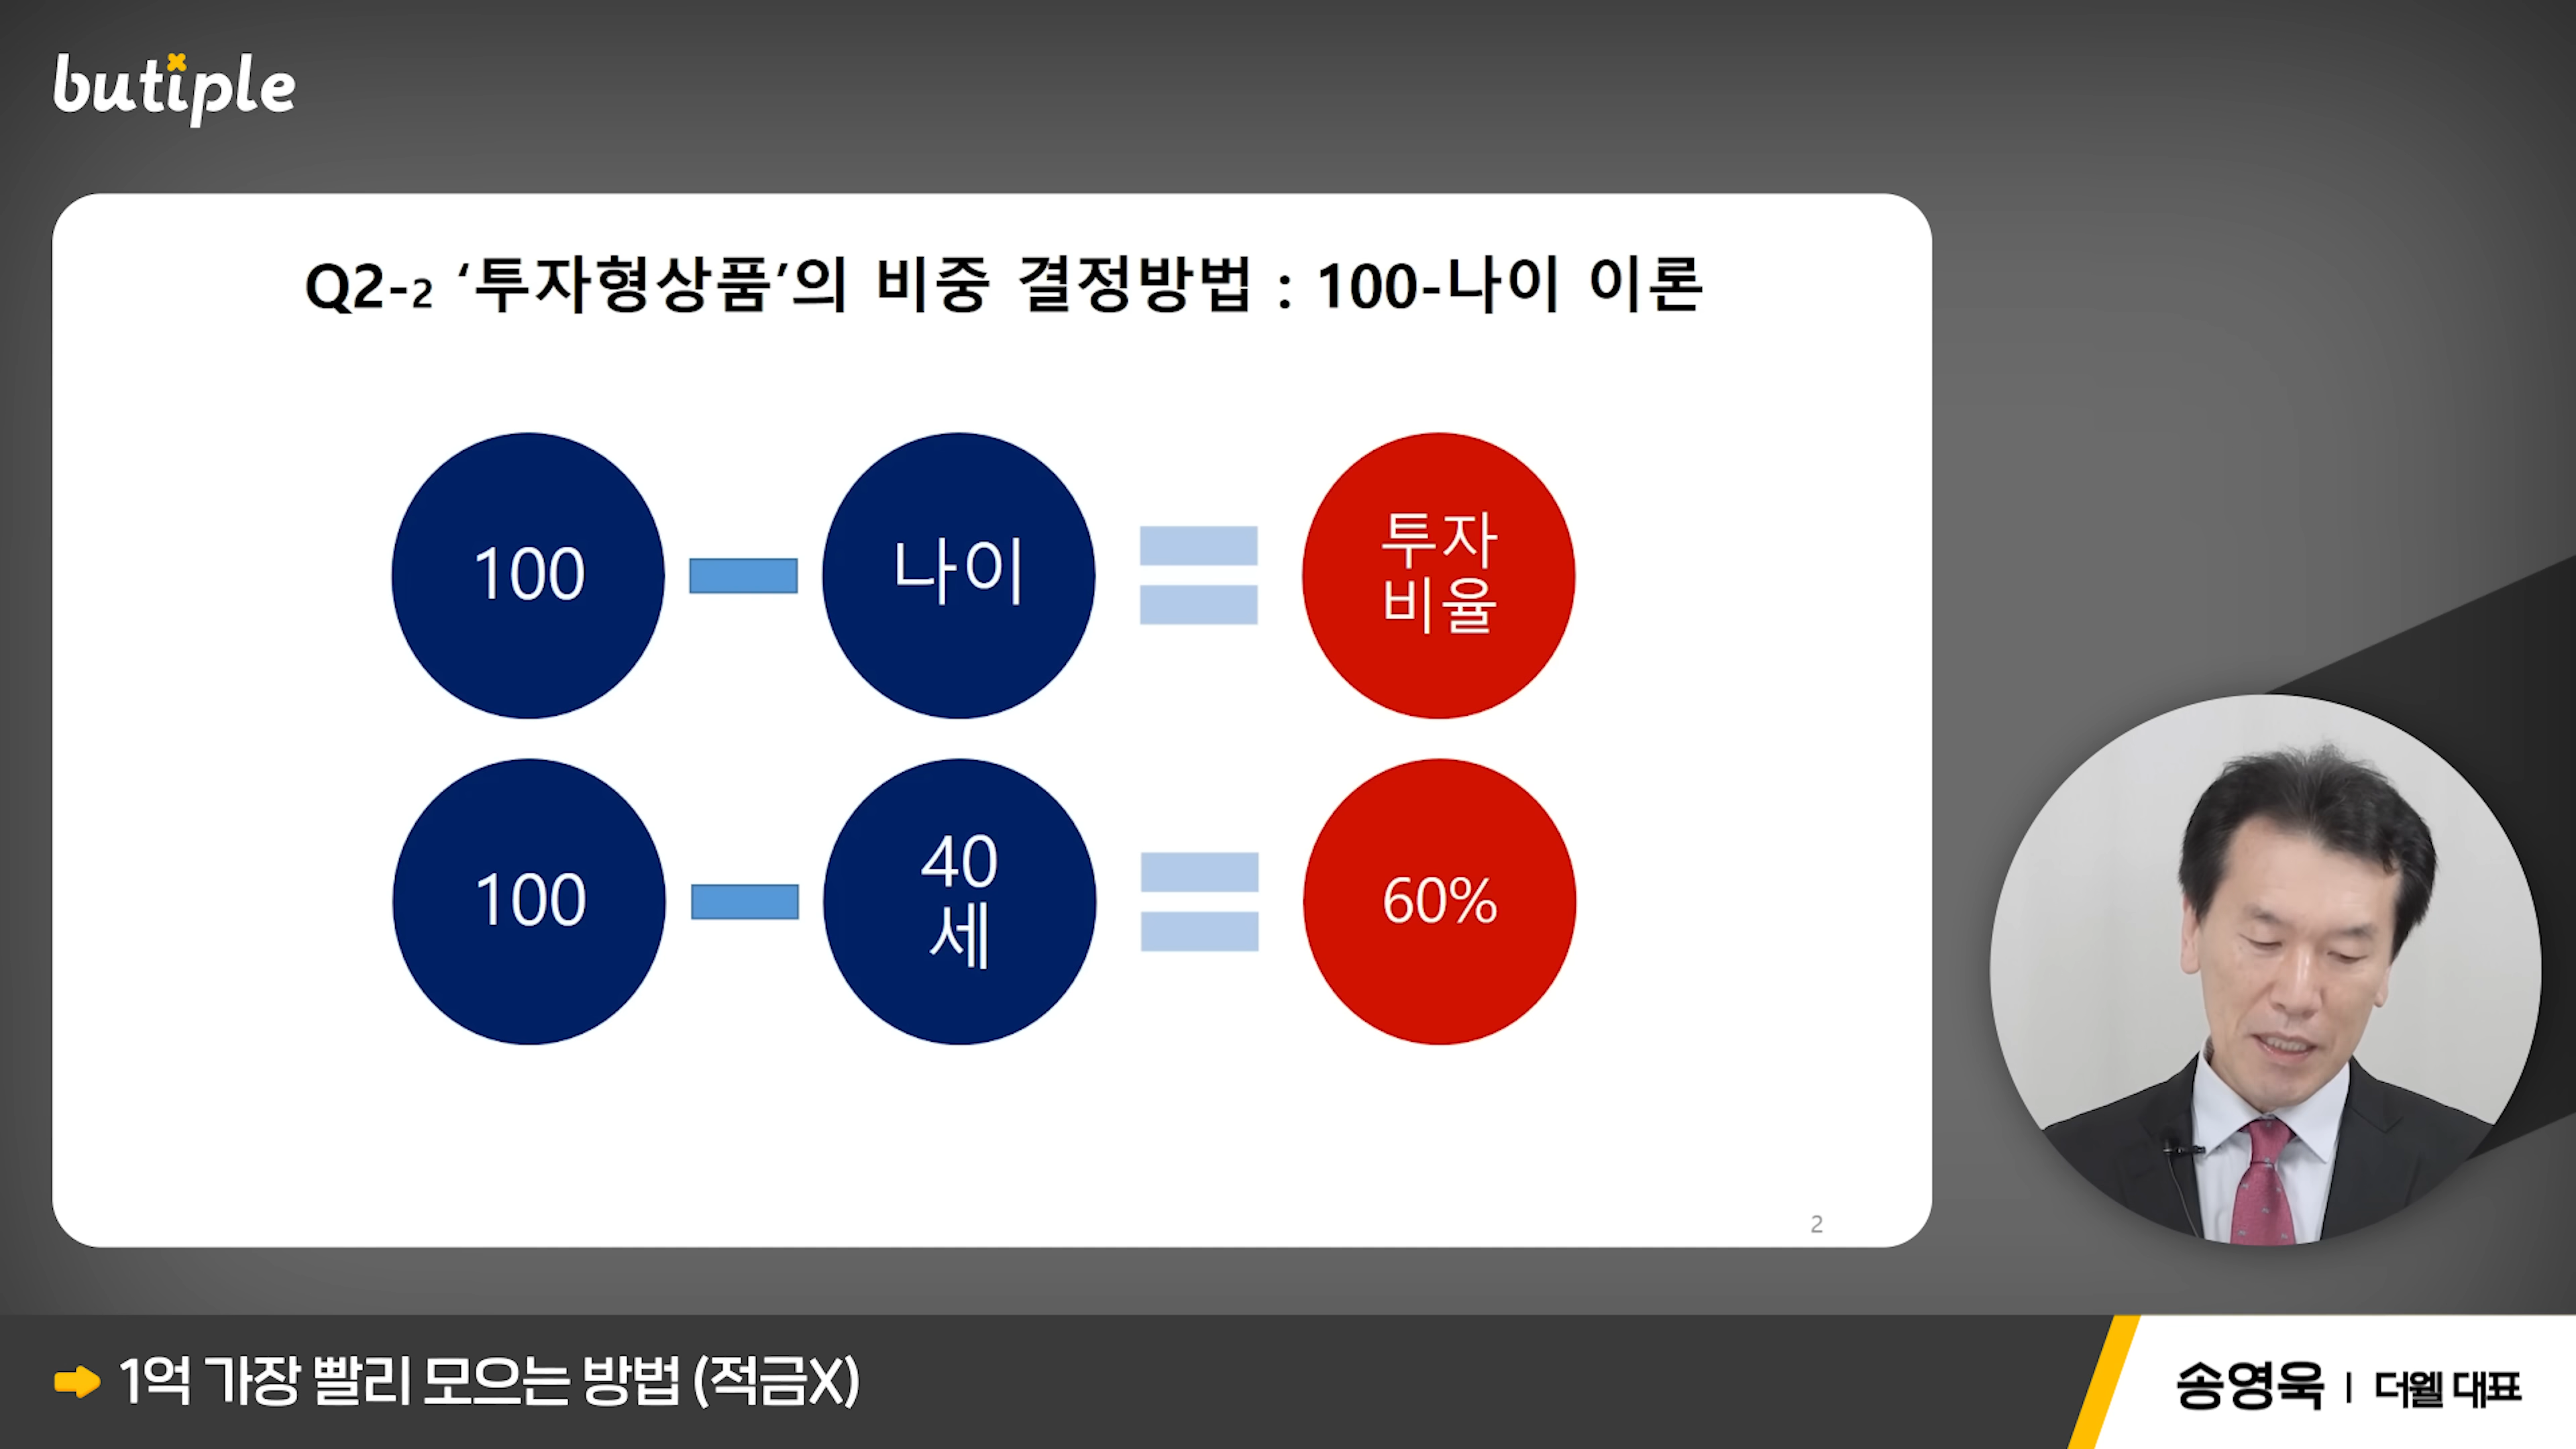 butiple
Q2-2 ‘투자형상품’의 비중 결정방법 : 100-나이 이론
100
나이
투자
비율
100
40
세
60%
2
1억 가장 빨리 모으는 방법 (적금X)
송영욱 | 더웰 대표